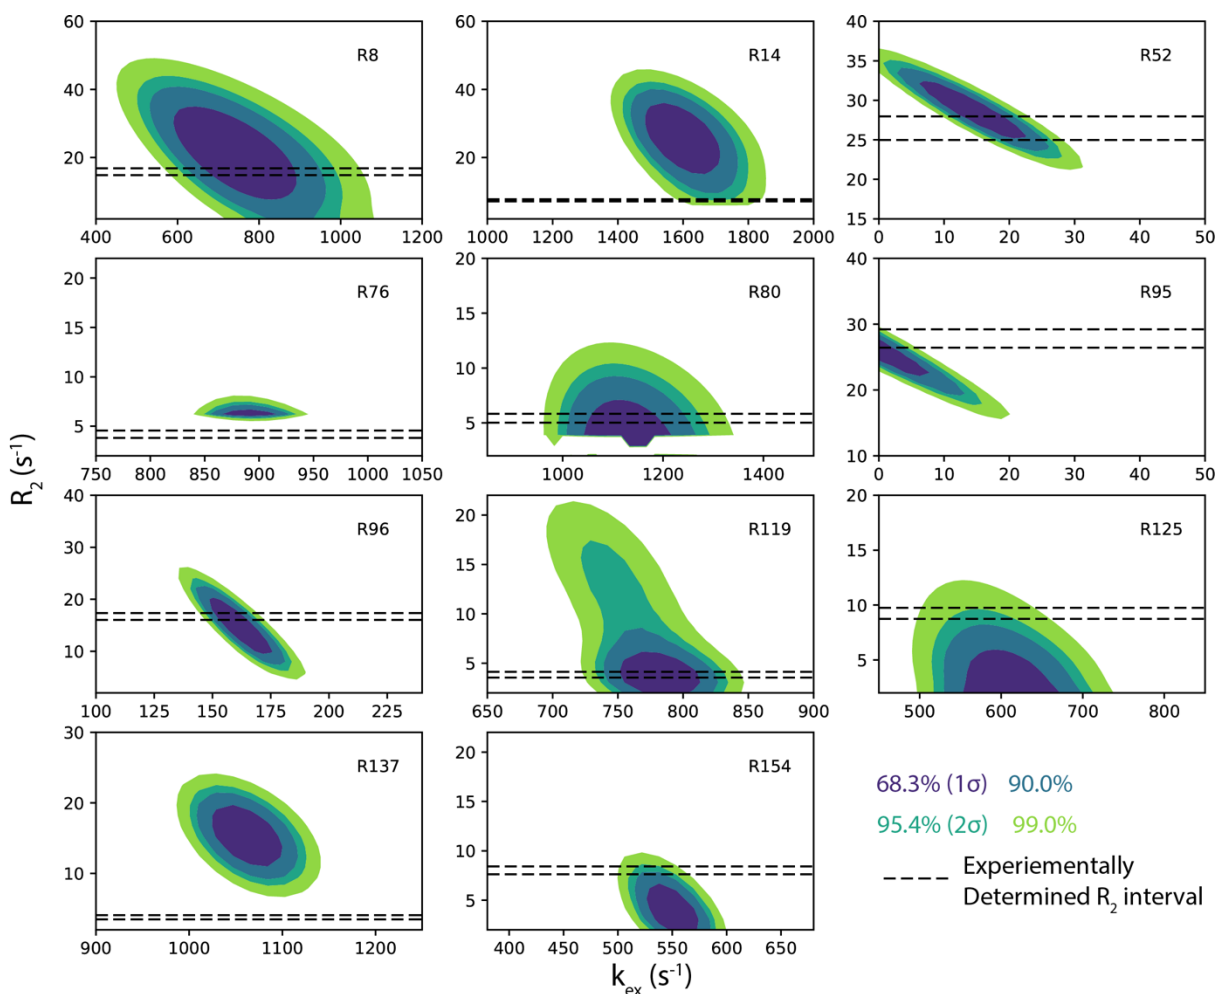 60
40
20
400 600 800 1000 1200
R8
60
40
20
1000 1200 1400 1600 1800 2000
R14
40
35
30
25
20
15
0 10 20 30 40 50
R52
20
15
10
5
750 800 850 900 950 1000 1050
R76
20
15
10
5
1000 1200 1400
R80
40
30
20
10
0 10 20 30 40 50
R95
R2 (s-1)
40
30
20
10
100 125 150 175 200 225
R96
20
15
10
5
650 700 750 800 850 900
R119
20
15
10
5
500 600 700 800
R125
30
20
10
900 1000 1100 1200
R137
20
15
10
5
400 450 500 550 600 650
R154
kex (s-1)
68.3% (1σ) 90.0%
95.4% (2σ) 99.0%
Experiementally
Determined R2 interval